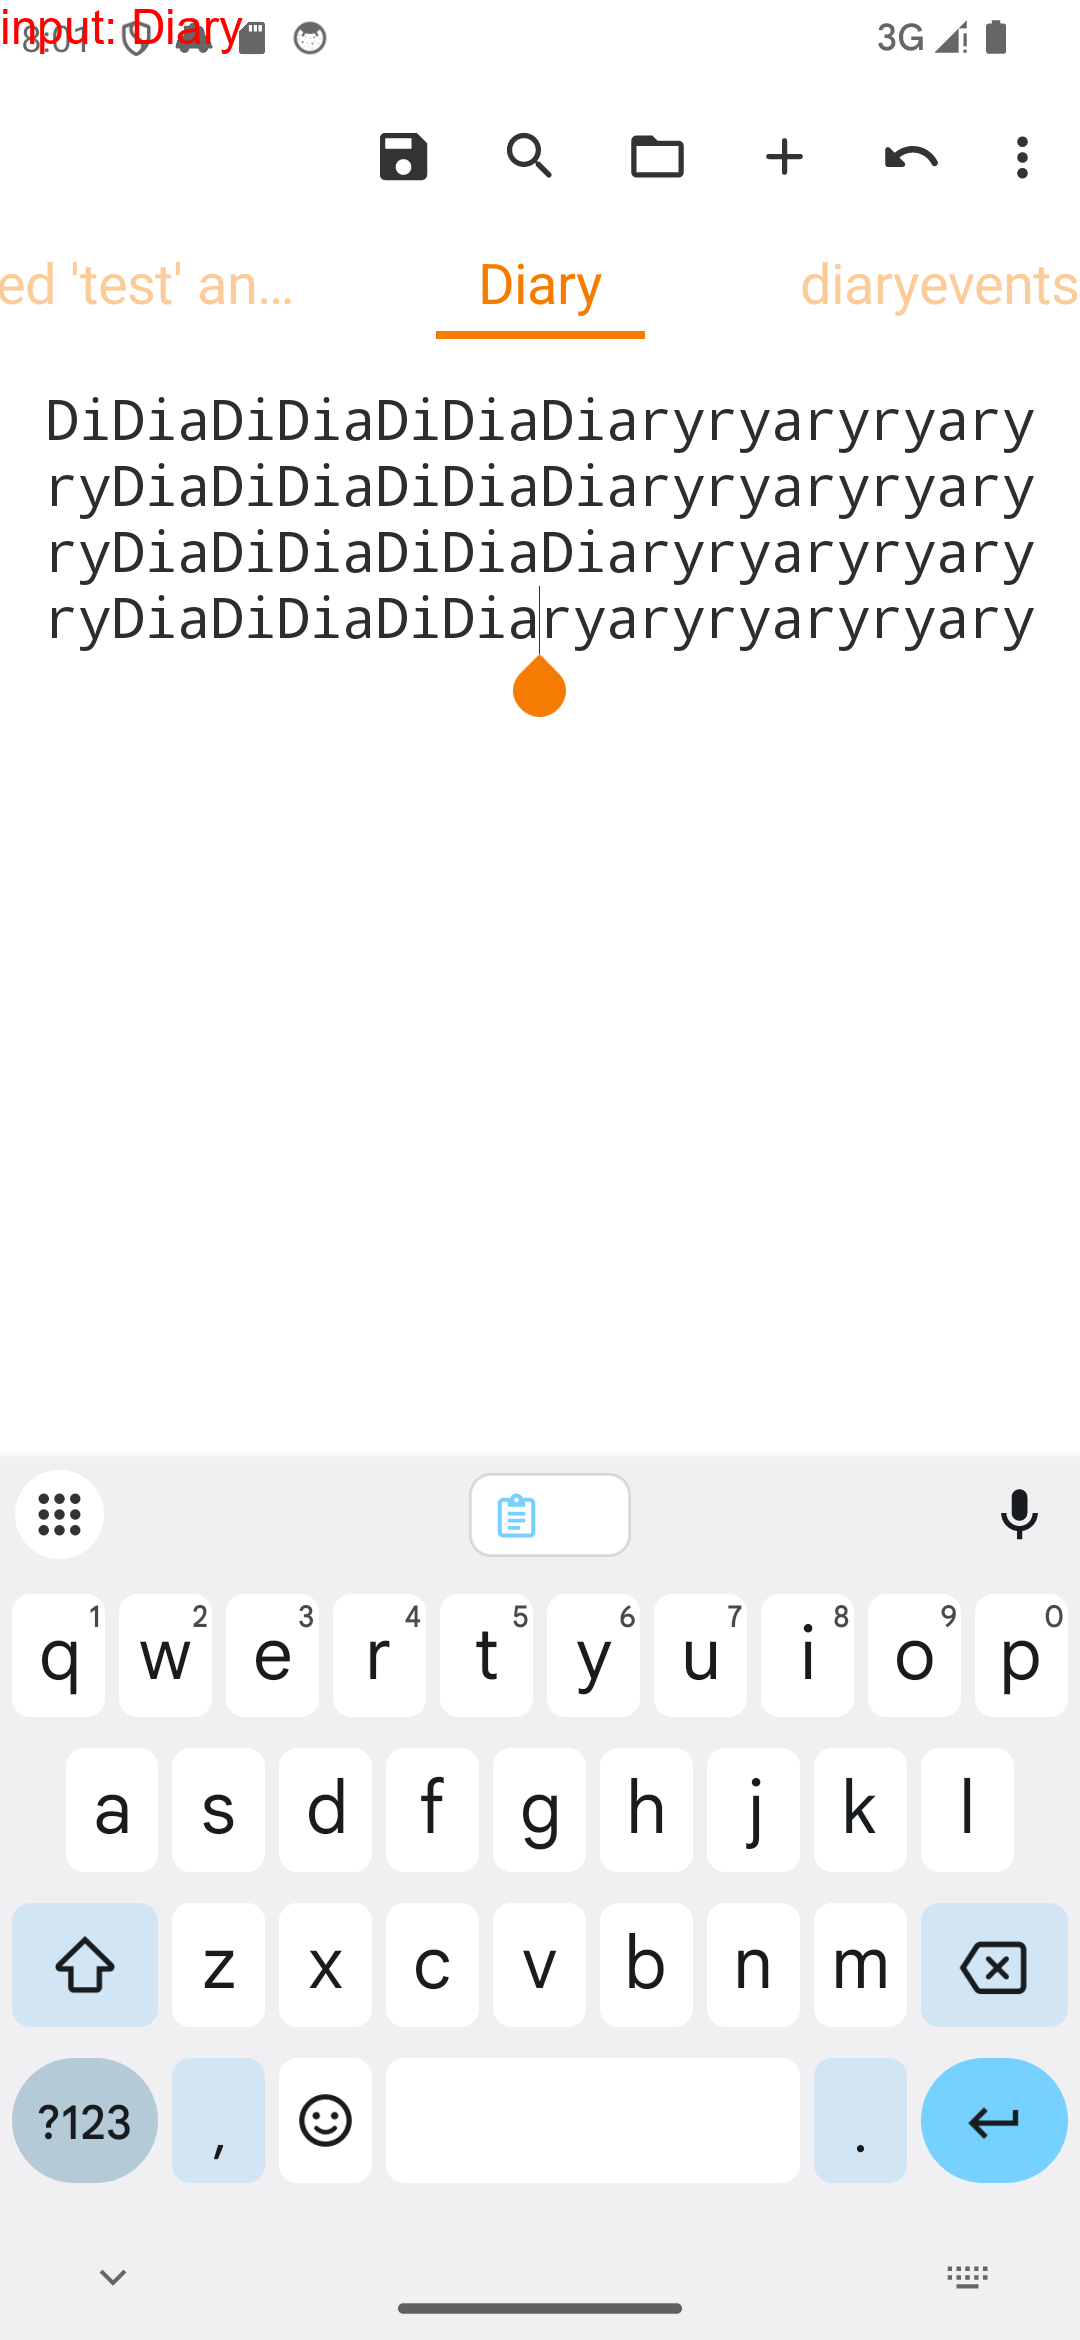 input: Diary
8:01
3G
ed 'test' an...
Diary
diaryevents
DiDiaDiDiaDiDiaDiaryryaryryary
ryDiaDiDiaDiDiaDiaryryaryryary
ryDiaDiDiaDiDiaDiaryryaryryary
ryDiaDiDiaDiDiaryaryryaryryary
q1 w2 e3 r4 t5 y6 u7 i8 o9 p0
a s d f g h j k l
z x c v b n m
?123 , .